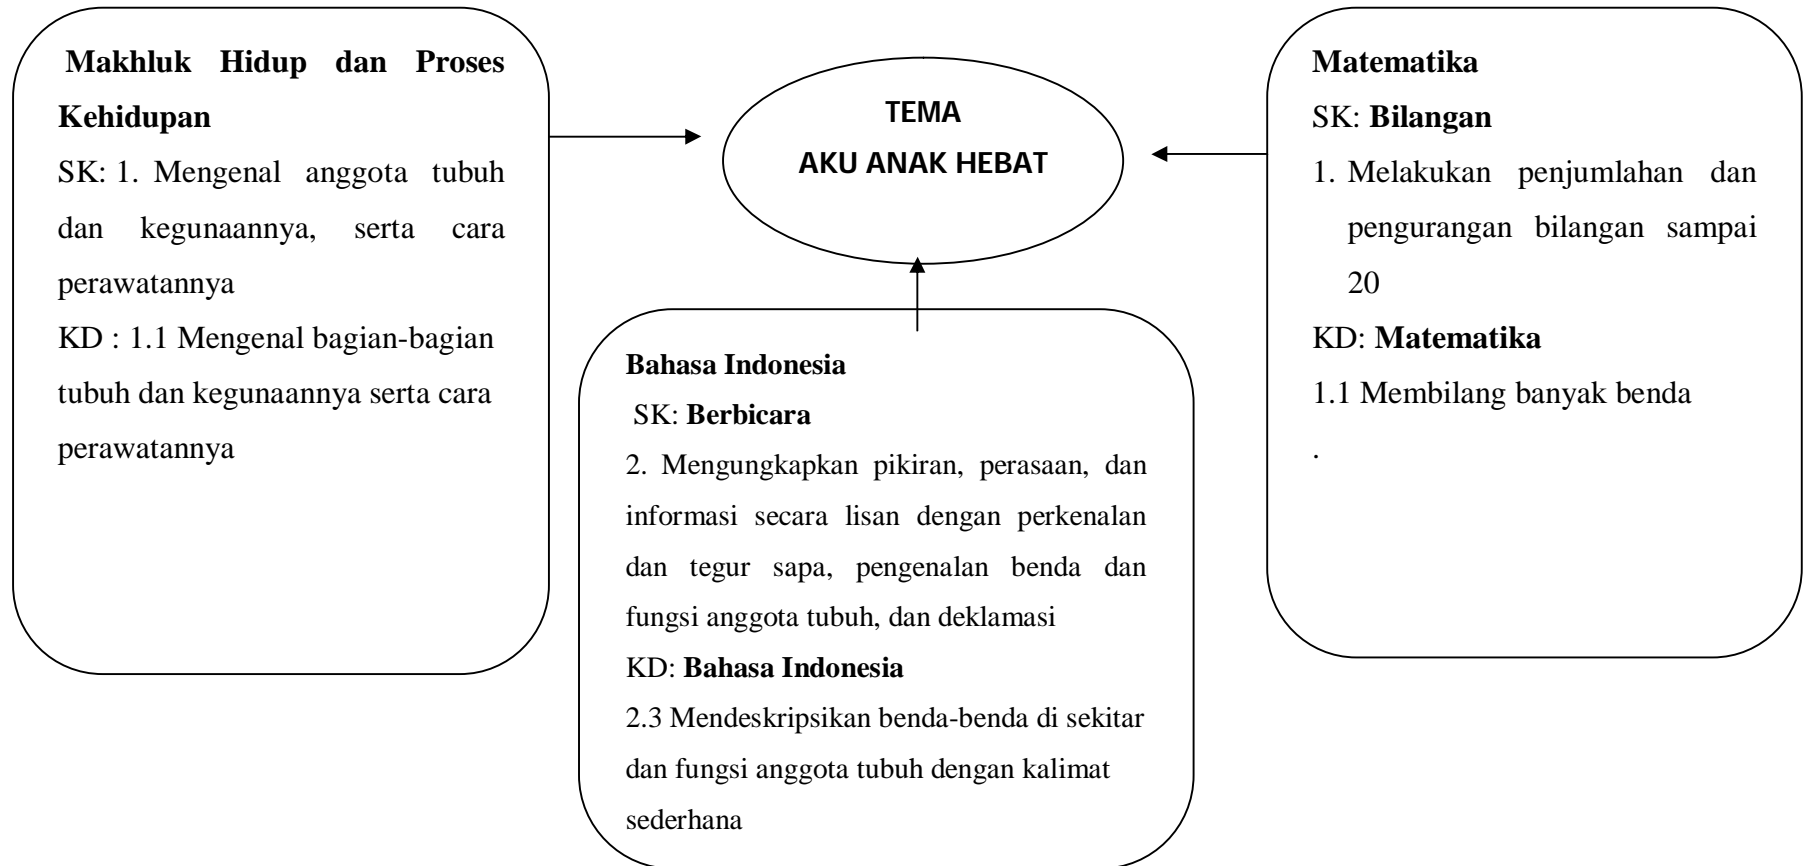 Makhluk Hidup dan Proses
Kehidupan
SK: 1. Mengenal anggota tubuh
dan kegunaannya, serta cara
perawatannya
KD : 1.1 Mengenal bagian-bagian
tubuh dan kegunaannya serta cara
perawatannya
TEMA
AKU ANAK HEBAT
Bahasa Indonesia
SK: Berbicara
2. Mengungkapkan pikiran, perasaan, dan
informasi secara lisan dengan perkenalan
dan tegur sapa, pengenalan benda dan
fungsi anggota tubuh, dan deklamasi
KD: Bahasa Indonesia
2.3 Mendeskripsikan benda-benda di sekitar
dan fungsi anggota tubuh dengan kalimat
sederhana
Matematika
SK: Bilangan
1. Melakukan penjumlahan dan
pengurangan bilangan sampai
20
KD: Matematika
1.1 Membilang banyak benda
.